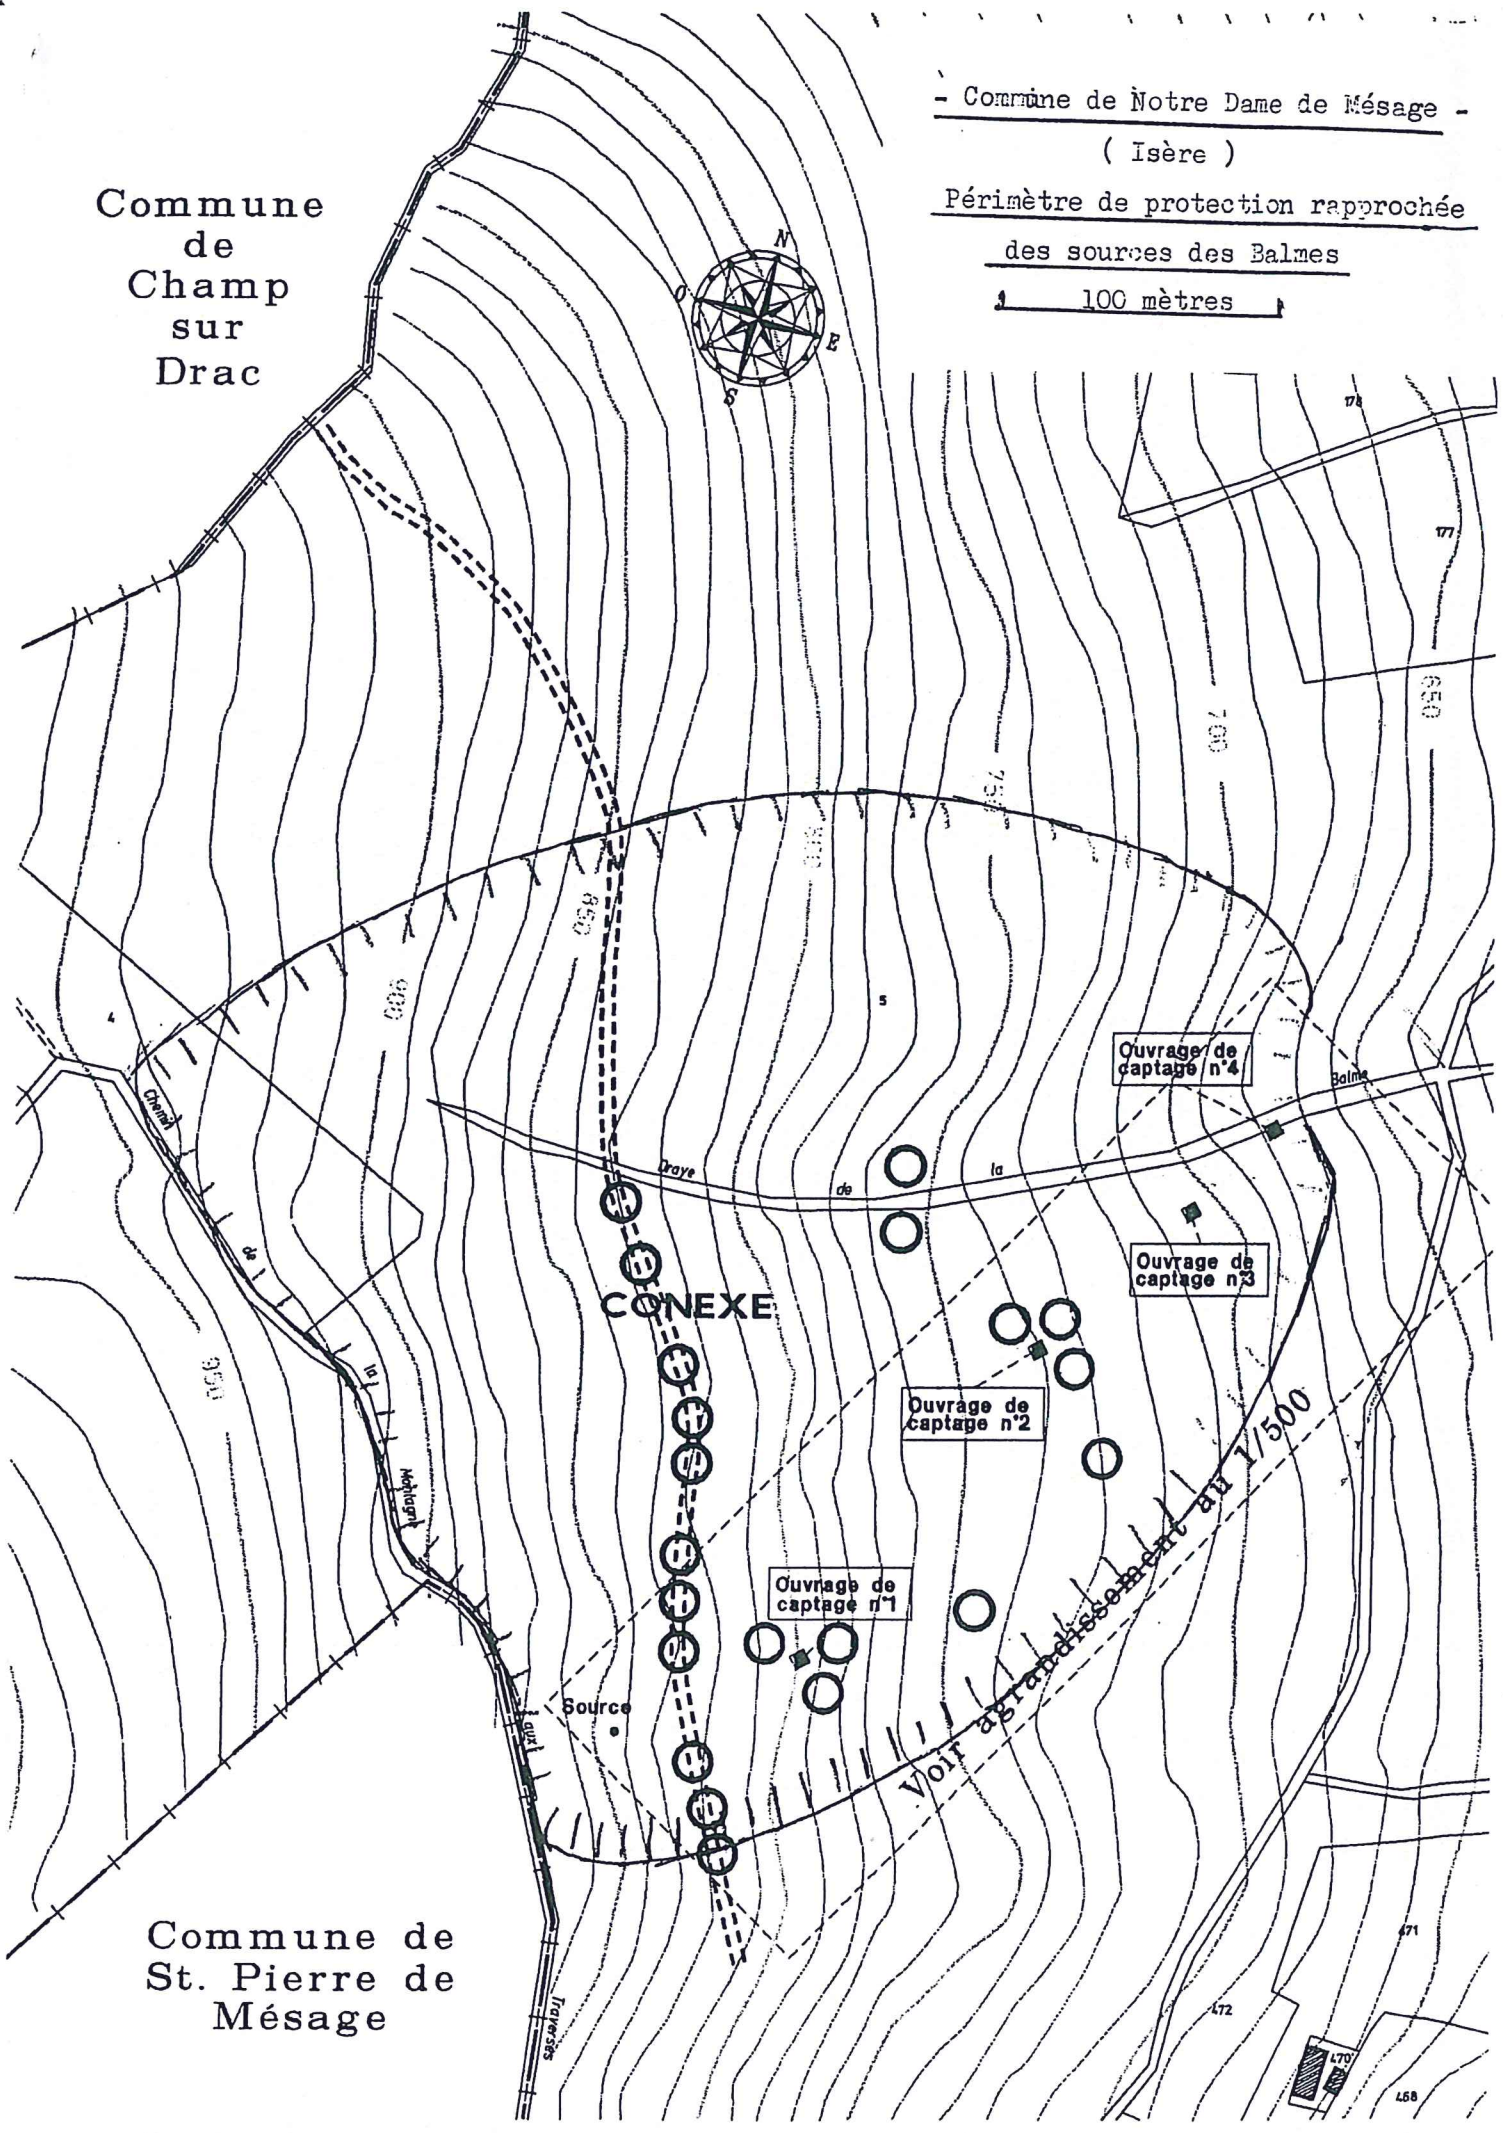 - Commune de Notre Dame de Mésage -
( Isère )
Périmètre de protection rapprochée
des sources des Balmes
100 mètres
Commune
de
Champ
sur
Drac
N
O
E
S
178
177
650
700
750
800
850
900
950
4
5
Ouvrage de
captage n°4
Balme
Chemin
Draye
de
la
de
la
Montagne
aux
Traverses
Ouvrage de
captage n°3
CONEXE
Ouvrage de
captage n°2
Ouvrage de
captage n°1
Source
Voir agrandissement au 1/500
Commune de
St. Pierre de
Mésage
471
472
470
468